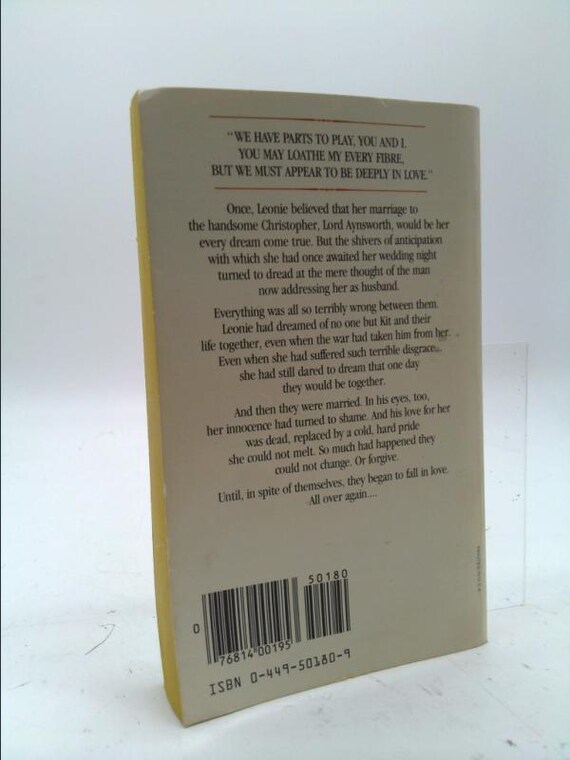 "WE HAVE PARTS TO PLAY, YOU AND I.
YOU MAY LOATHE MY EVERY FIBRE,
BUT WE MUST APPEAR TO BE DEEPLY IN LOVE."
Once, Leonie believed that her marriage to
the handsome Christopher, Lord Aynsworth, would be her
every dream come true. But the shivers of anticipation
with which she had once awaited her wedding night
turned to dread at the mere thought of the man
now addressing her as husband.
Everything was all so terribly wrong between them.
Leonie had dreamed of no one but Kit and their
life together, even when the war had taken him from her.
Even when she had suffered such terrible disgrace,
she had still dared to dream that one day
they would be together.
And then they were married. In his eyes, too,
her innocence had turned to shame. And his love for her
was dead, replaced by a cold, hard pride
she could not melt. So much had happened they
could not change. Or forgive.
Until, in spite of themselves, they began to fall in love.
All over again....
50180
0
76814 00195
ISBN 0-449-50180-9